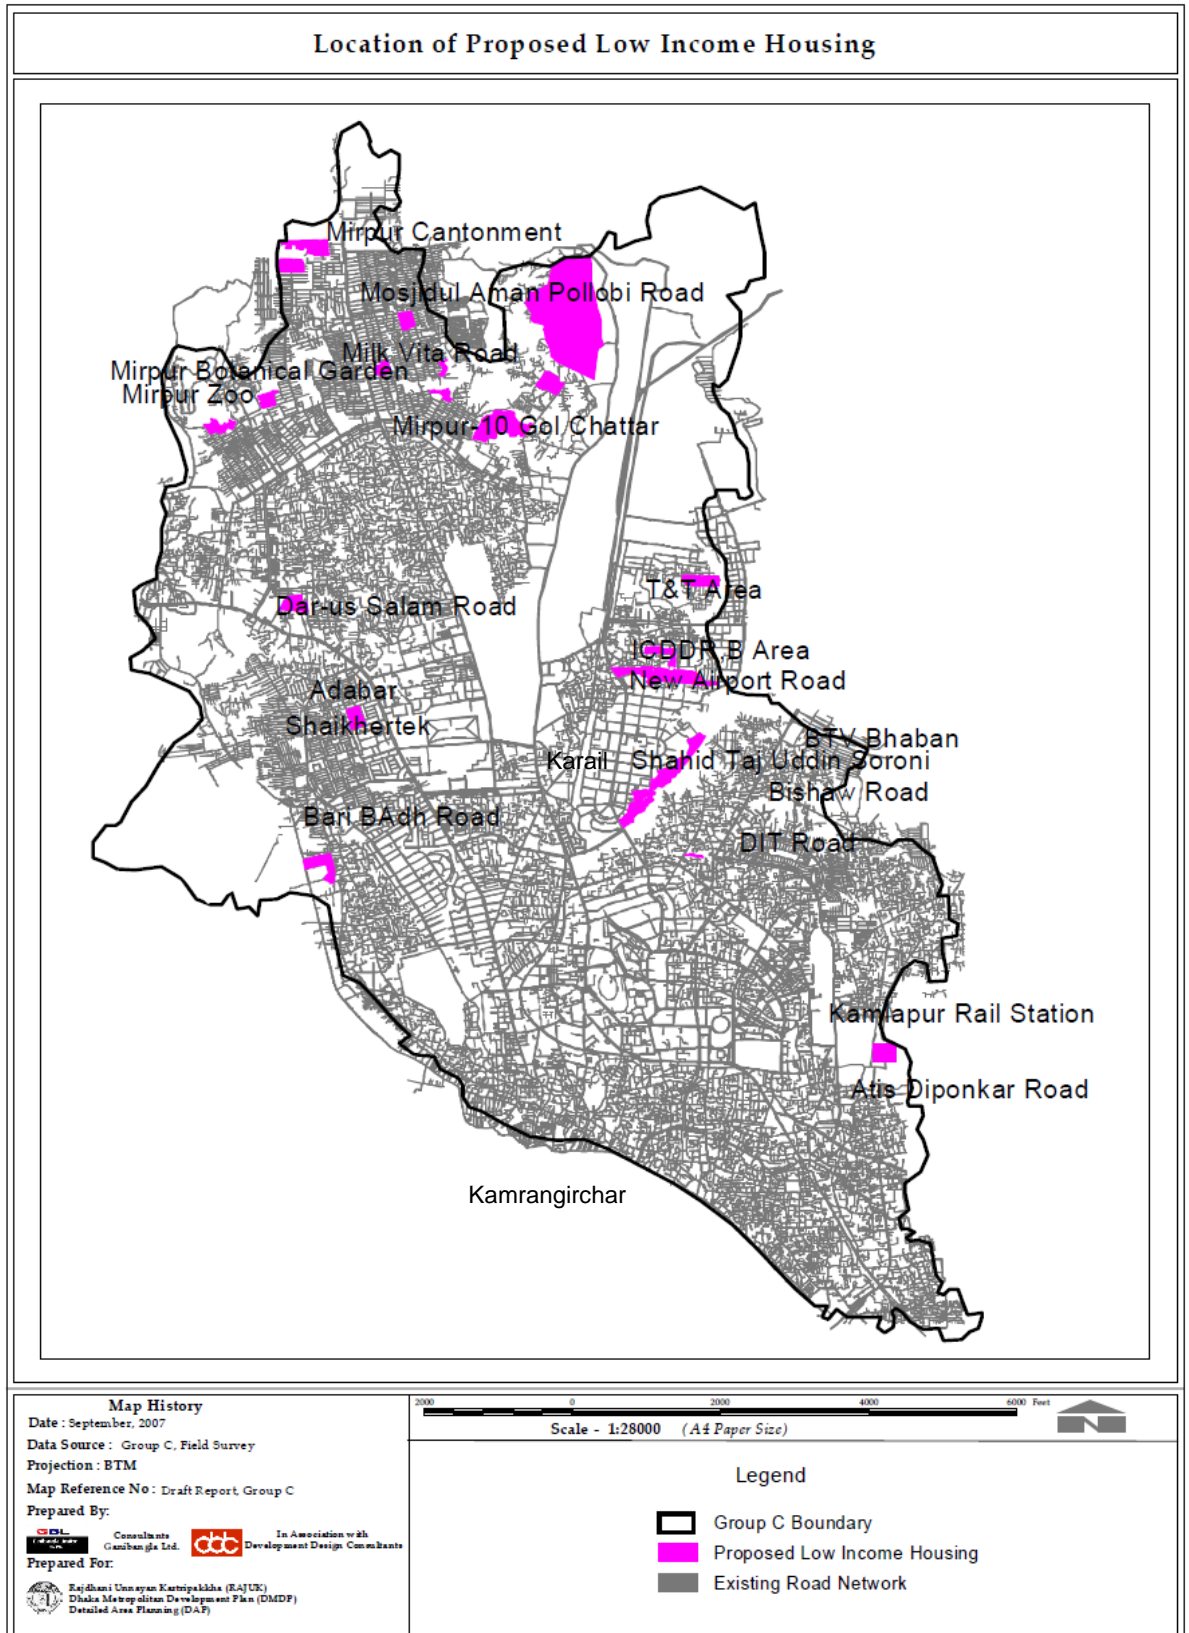 Location of Proposed Low Income Housing
Mirpur Cantonment
Mosjidul Aman Pollobi Road
Milk Vita Road
Mirpur Botanical Garden
Mirpur Zoo
Mirpur-10 Gol Chattar
T&T Area
Dar-us Salam Road
ICDDR,B Area
New Airport Road
Adabar
Shaikhertek
BTV Bhaban
Karail
Shahid Taj Uddin Soroni
Bishaw Road
Bari BAdh Road
DIT Road
Kamlapur Rail Station
Atis Diponkar Road
Kamrangirchar
Map History
Date : September, 2007
Data Source : Group C, Field Survey
Projection : BTM
Map Reference No : Draft Report, Group C
Prepared By:
GBL
Consultants
Ganibangla Ltd.
In Association with
Development Design Consultants
Prepared For:
Rajdhani Unnayan Kartripakkha (RAJUK)
Dhaka Metropolitan Development Plan (DMDP)
Detailed Area Planning (DAP)
2000 0 2000 4000 6000 Feet
Scale - 1:28000 (A4 Paper Size)
N
Legend
Group C Boundary
Proposed Low Income Housing
Existing Road Network